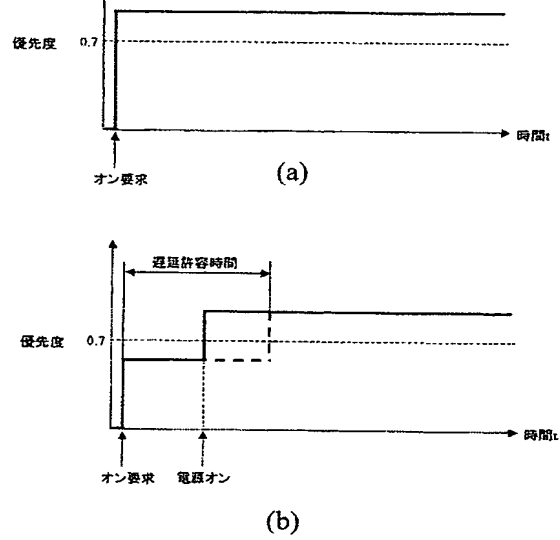 優先度
0.7
時間t
オン要求
(a)
遅延許容時間
優先度
0.7
時間t
オン要求
電源オン
(b)